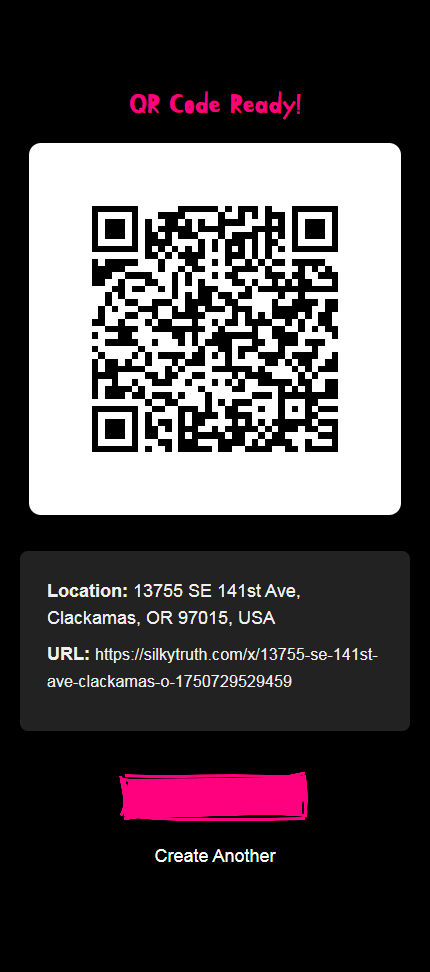 QR Code Ready!
Location: 13755 SE 141st Ave,
Clackamas, OR 97015, USA
URL: https://silkytruth.com/x/13755-se-141st-
ave-clackamas-o-1750729529459
Create Another